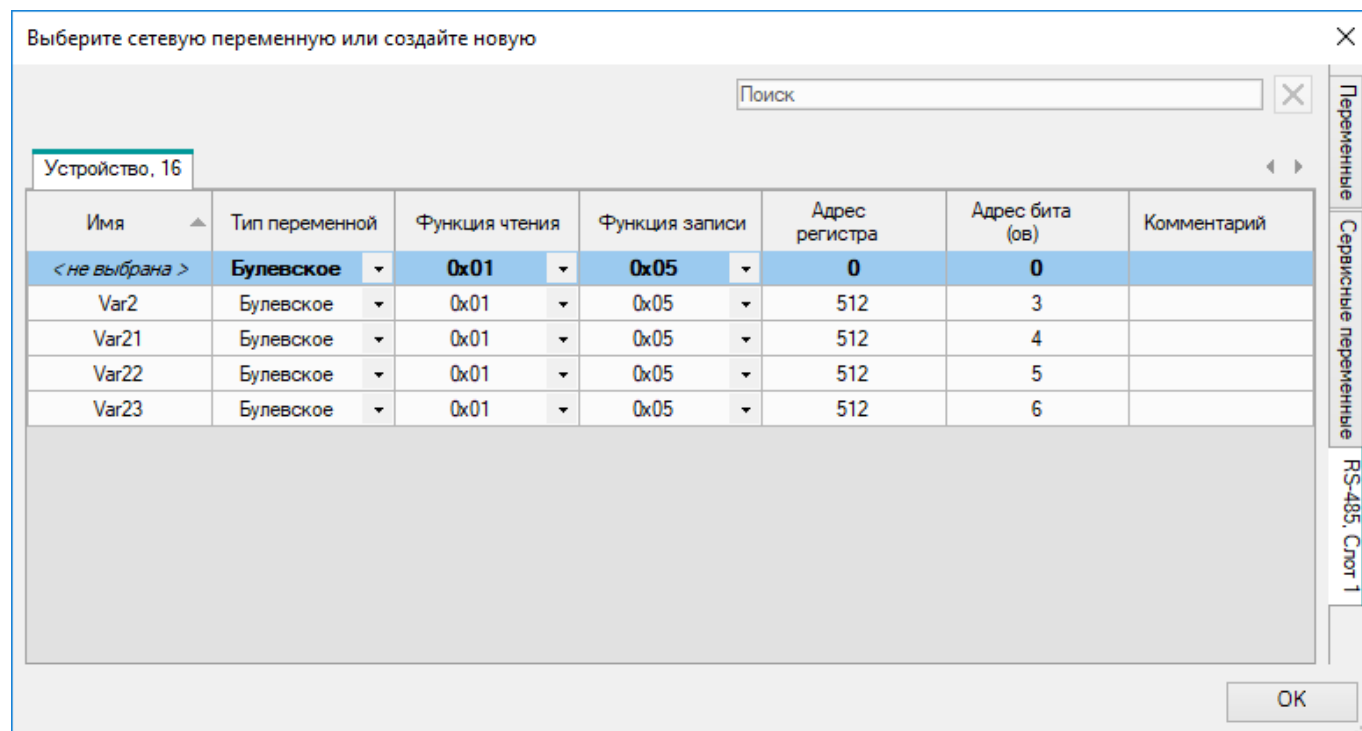 Выберите сетевую переменную или создайте новую
Поиск
Устройство, 16
Имя Тип переменной Функция чтения Функция записи Адрес регистра Адрес бита (ов) Комментарий
<не выбрана> Булевское 0x01 0x05 0 0
Var2 Булевское 0x01 0x05 512 3
Var21 Булевское 0x01 0x05 512 4
Var22 Булевское 0x01 0x05 512 5
Var23 Булевское 0x01 0x05 512 6
Переменные
Сервисные переменные
RS-485, Слот 1
OK